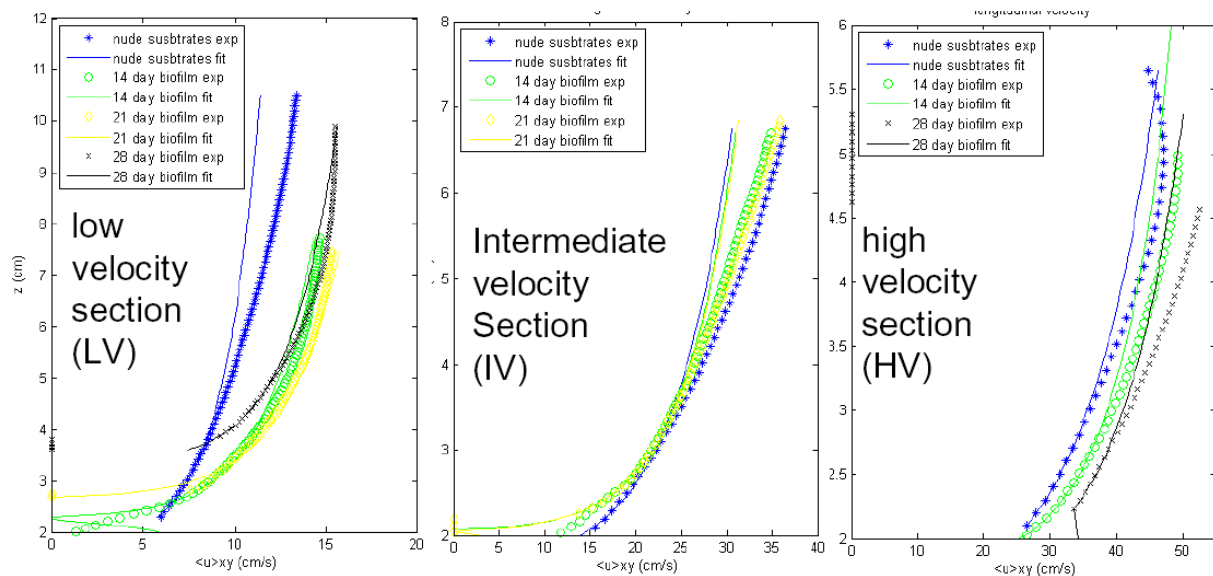 longitudinal velocity
12
11
10
9
8
7
6
5
4
3
2
z (cm)
nude susbtrates exp
nude susbtrates fit
14 day biofilm exp
14 day biofilm fit
21 day biofilm exp
21 day biofilm fit
28 day biofilm exp
28 day biofilm fit
low
velocity
section
(LV)
0 5 10 15 20
<u>xy (cm/s)
8
7
6
5
4
3
2
nude susbtrates exp
nude susbtrates fit
14 day biofilm exp
14 day biofilm fit
21 day biofilm exp
21 day biofilm fit
Intermediate
velocity
Section
(IV)
0 5 10 15 20 25 30 35 40
<u>xy (cm/s)
6
5.5
5
4.5
4
3.5
3
2.5
2
nude susbtrates exp
nude susbtrates fit
14 day biofilm exp
14 day biofilm fit
28 day biofilm exp
28 day biofilm fit
high
velocity
section
(HV)
0 10 20 30 40 50
<u>xy (cm/s)